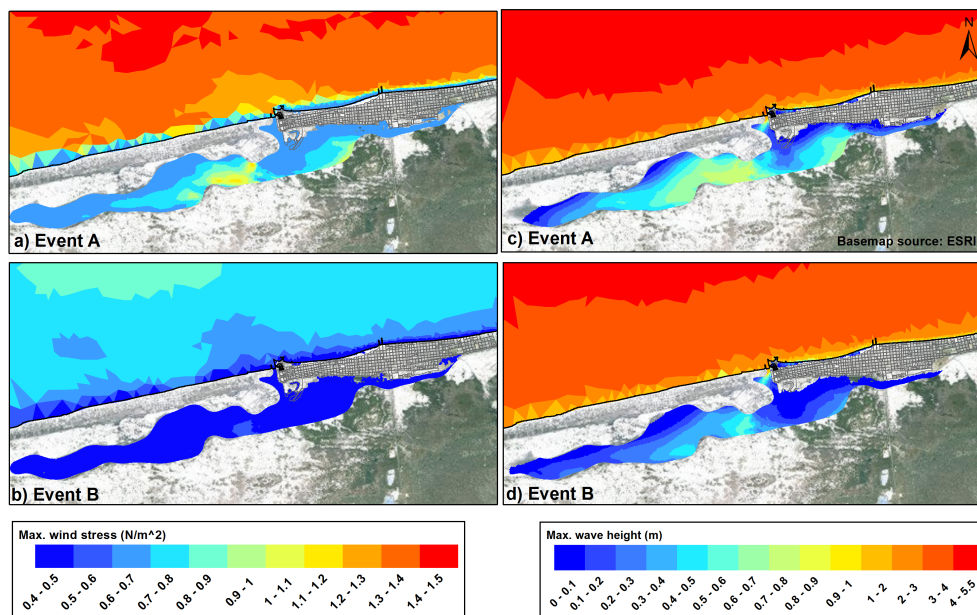 N
a) Event A
c) Event A
Basemap source: ESRI
b) Event B
d) Event B
Max. wind stress (N/m^2)
0.4 - 0.5
0.5 - 0.6
0.6 - 0.7
0.7 - 0.8
0.8 - 0.9
0.9 - 1
1 - 1.1
1.1 - 1.2
1.2 - 1.3
1.3 - 1.4
1.4 - 1.5
Max. wave height (m)
0 - 0.1
0.1 - 0.2
0.2 - 0.3
0.3 - 0.4
0.4 - 0.5
0.5 - 0.6
0.6 - 0.7
0.7 - 0.8
0.8 - 0.9
0.9 - 1
1 - 2
2 - 3
3 - 4
4 - 5.5